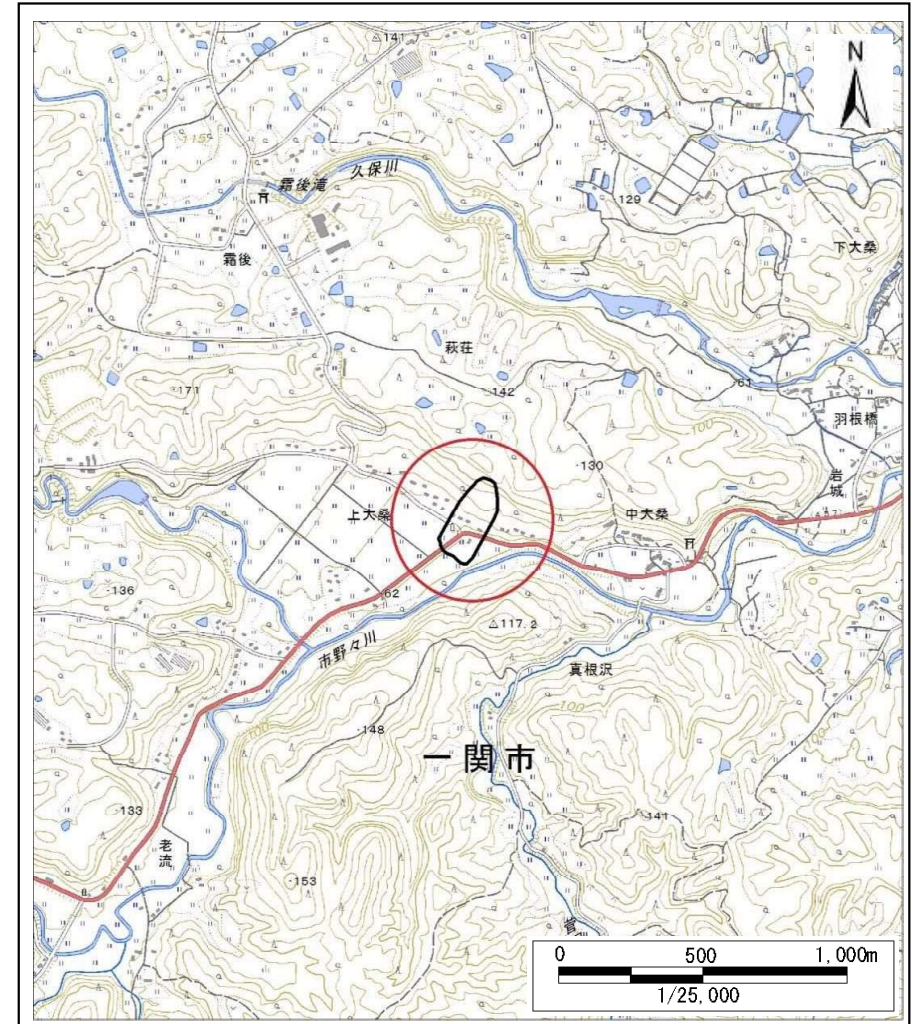 141
N
115
久保川
霜後滝
129
下大桑
霜後
萩荘
171
142
61
100
羽根橋
130
岩城
上大桑
中大桑
71
136
62
117.2
市野々川
真根沢
100
100
148
一関市
133
141
老流
153
0 500 1,000m
1/25,000